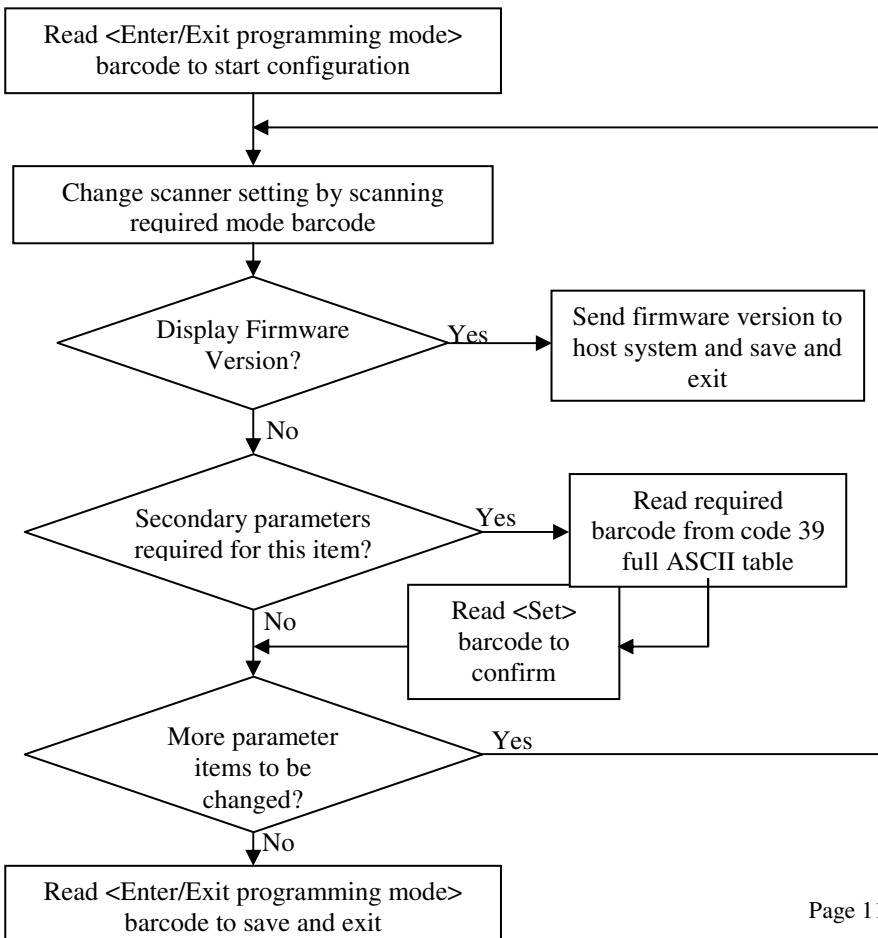 Read <Enter/Exit programming mode>
barcode to start configuration
Change scanner setting by scanning
required mode barcode
Display Firmware
Version?
Yes
Send firmware version to
host system and save and
exit
No
Secondary parameters
required for this item?
Yes
Read required
barcode from code 39
full ASCII table
Read <Set>
barcode to
confirm
No
More parameter
items to be
changed?
Yes
No
Read <Enter/Exit programming mode>
barcode to save and exit
Page 11